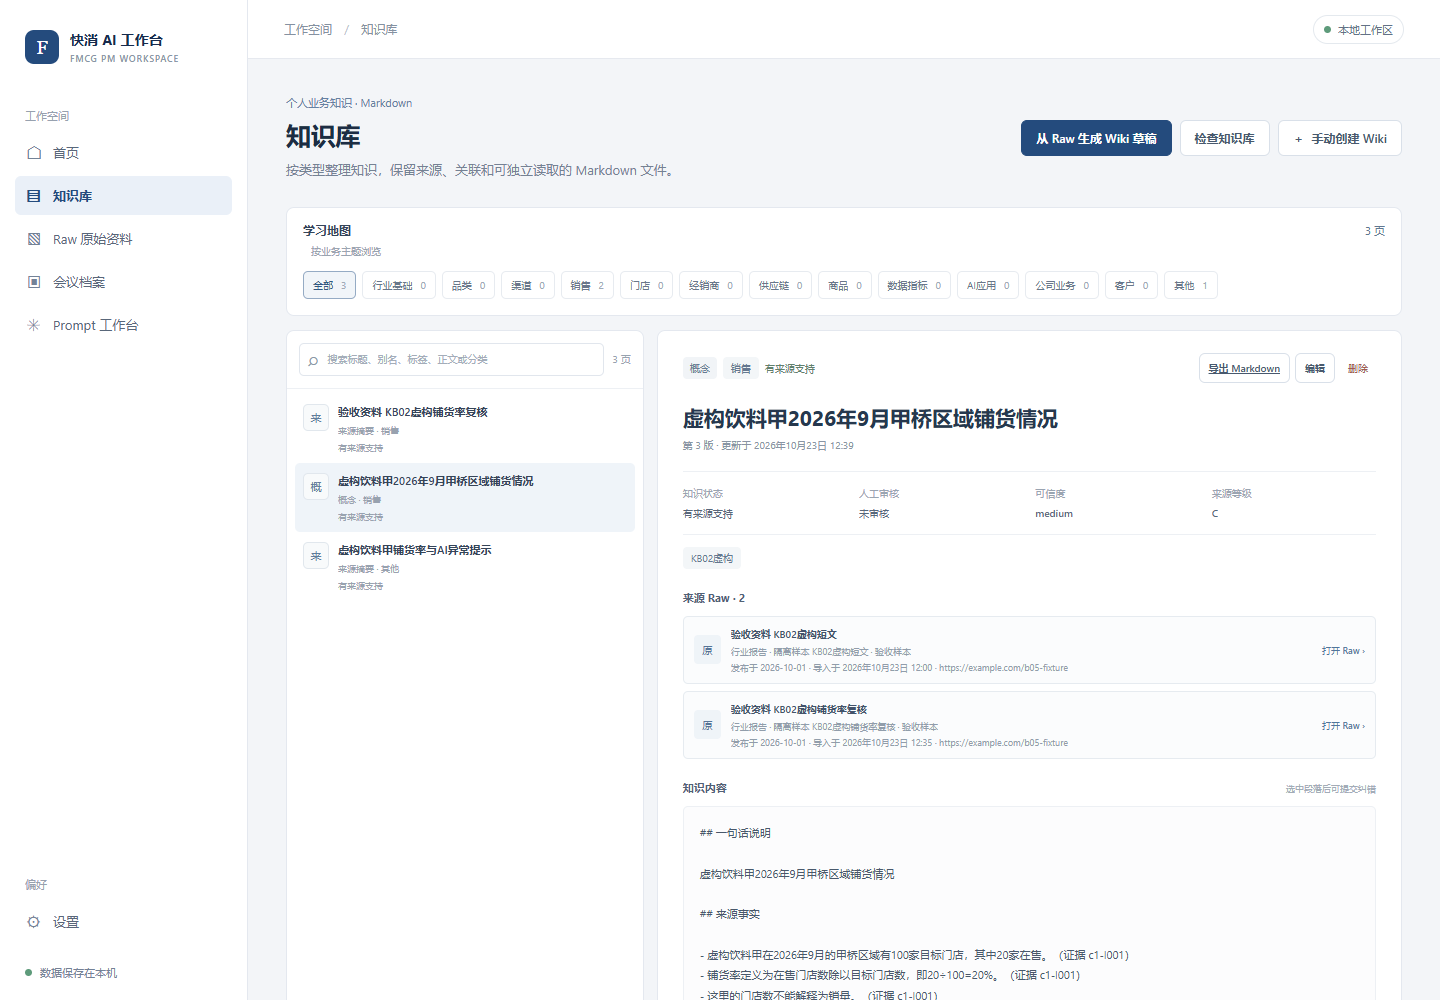 F
快消 AI 工作台
FMCG PM WORKSPACE
工作空间
首页
知识库
Raw 原始资料
会议档案
Prompt 工作台
偏好
设置
数据保存在本机
工作空间 / 知识库
本地工作区
个人业务知识 · Markdown
知识库
按类型整理知识，保留来源、关联和可独立读取的 Markdown 文件。
从 Raw 生成 Wiki 草稿
检查知识库
+ 手动创建 Wiki
学习地图
3 页
按业务主题浏览
全部 3
行业基础 0
品类 0
渠道 0
销售 2
门店 0
经销商 0
供应链 0
商品 0
数据指标 0
AI应用 0
公司业务 0
客户 0
其他 1
搜索标题、别名、标签、正文或分类
3 页
来
验收资料 KB02虚构铺货率复核
来源摘要 · 销售
有来源支持
概
虚构饮料甲2026年9月甲桥区域铺货情况
概念 · 销售
有来源支持
来
虚构饮料甲铺货率与AI异常提示
来源摘要 · 其他
有来源支持
概念
销售
有来源支持
导出 Markdown
编辑
删除
虚构饮料甲2026年9月甲桥区域铺货情况
第 3 版 · 更新于 2026年10月23日 12:39
知识状态
人工审核
可信度
来源等级
有来源支持
未审核
medium
C
KB02虚构
来源 Raw · 2
原
验收资料 KB02虚构短文
行业报告 · 隔离样本 KB02虚构短文 · 验收样本
发布于 2026-10-01 · 导入于 2026年10月23日 12:00 · https://example.com/b05-fixture
打开 Raw ›
原
验收资料 KB02虚构铺货率复核
行业报告 · 隔离样本 KB02虚构铺货率复核 · 验收样本
发布于 2026-10-01 · 导入于 2026年10月23日 12:35 · https://example.com/b05-fixture
打开 Raw ›
知识内容
选中段落后可提交纠错
## 一句话说明
虚构饮料甲2026年9月甲桥区域铺货情况
## 来源事实
- 虚构饮料甲在2026年9月的甲桥区域有100家目标门店，其中20家在售。（证据 c1-l001）
- 铺货率定义为在售门店数除以目标门店数，即20÷100=20%。（证据 c1-l001）
- 这里的门店数不能解释为销量。（证据 c1-l001）